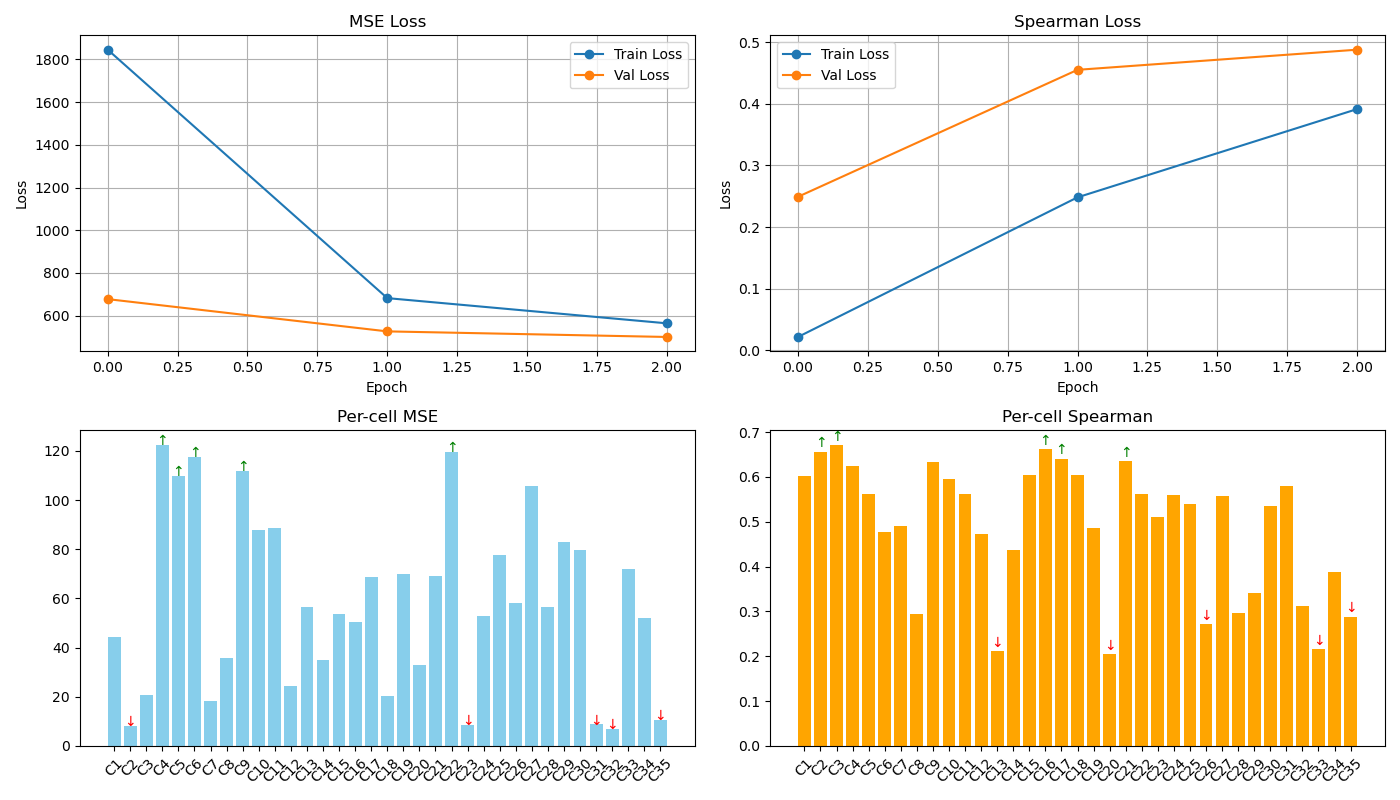 MSE Loss
Train Loss
Val Loss
1800
1600
1400
1200
1000
800
600
Loss
0.00 0.25 0.50 0.75 1.00 1.25 1.50 1.75 2.00
Epoch
Spearman Loss
Train Loss
Val Loss
0.5
0.4
0.3
0.2
0.1
0.0
Loss
0.00 0.25 0.50 0.75 1.00 1.25 1.50 1.75 2.00
Epoch
Per-cell MSE
120
100
80
60
40
20
0
↑ ↑ ↑ ↑ ↑
↓ ↓ ↓ ↓ ↓
C1 C2 C3 C4 C5 C6 C7 C8 C9 C10 C11 C12 C13 C14 C15 C16 C17 C18 C19 C20 C21 C22 C23 C24 C25 C26 C27 C28 C29 C30 C31 C32 C33 C34 C35
Per-cell Spearman
0.7
0.6
0.5
0.4
0.3
0.2
0.1
0.0
↑ ↑ ↑ ↑ ↑
↓ ↓ ↓ ↓ ↓
C1 C2 C3 C4 C5 C6 C7 C8 C9 C10 C11 C12 C13 C14 C15 C16 C17 C18 C19 C20 C21 C22 C23 C24 C25 C26 C27 C28 C29 C30 C31 C32 C33 C34 C35